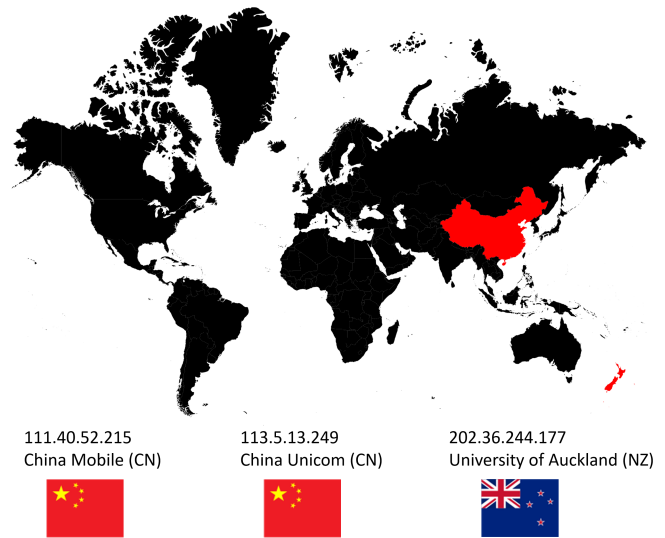 111.40.52.215
China Mobile (CN)
113.5.13.249
China Unicom (CN)
202.36.244.177
University of Auckland (NZ)